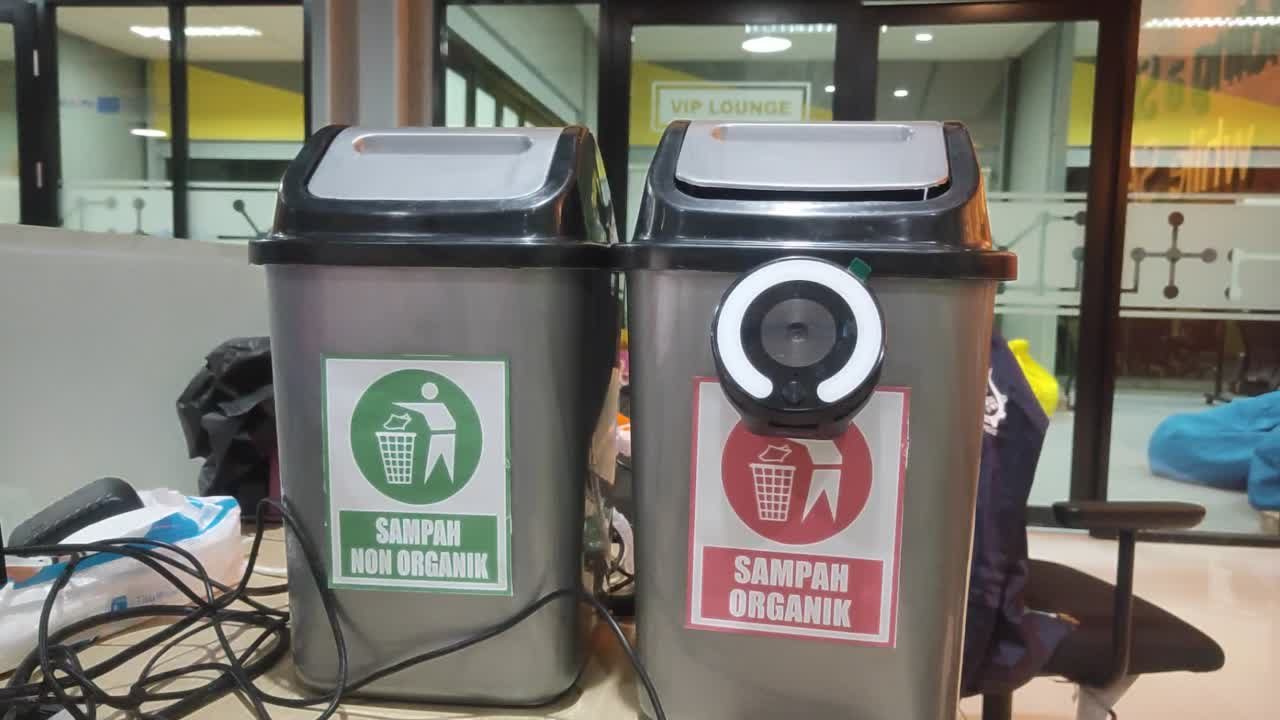 VIP LOUNGE
SAMPAH
NON ORGANIK
SAMPAH
ORGANIK